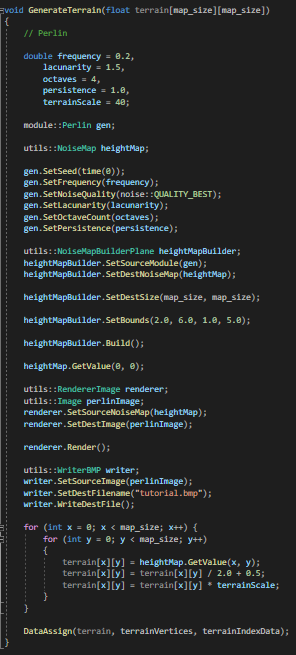 void GenerateTerrain(float terrain[map_size][map_size])
{
// Perlin
double frequency = 0.2,
lacunarity = 1.5,
octaves = 4,
persistence = 1.0,
terrainScale = 40;
module::Perlin gen;
utils::NoiseMap heightMap;
gen.SetSeed(time(0));
gen.SetFrequency(frequency);
gen.SetNoiseQuality(noise::QUALITY_BEST);
gen.SetLacunarity(lacunarity);
gen.SetOctaveCount(octaves);
gen.SetPersistence(persistence);
utils::NoiseMapBuilderPlane heightMapBuilder;
heightMapBuilder.SetSourceModule(gen);
heightMapBuilder.SetDestNoiseMap(heightMap);
heightMapBuilder.SetDestSize(map_size, map_size);
heightMapBuilder.SetBounds(2.0, 6.0, 1.0, 5.0);
heightMapBuilder.Build();
heightMap.GetValue(0, 0);
utils::RendererImage renderer;
utils::Image perlinImage;
renderer.SetSourceNoiseMap(heightMap);
renderer.SetDestImage(perlinImage);
renderer.Render();
utils::WriterBMP writer;
writer.SetSourceImage(perlinImage);
writer.SetDestFilename("tutorial.bmp");
writer.WriteDestFile();
for (int x = 0; x < map_size; x++) {
for (int y = 0; y < map_size; y++)
{
terrain[x][y] = heightMap.GetValue(x, y);
terrain[x][y] = terrain[x][y] / 2.0 + 0.5;
terrain[x][y] = terrain[x][y] * terrainScale;
}
}
DataAssign(terrain, terrainVertices, terrainIndexData);
}